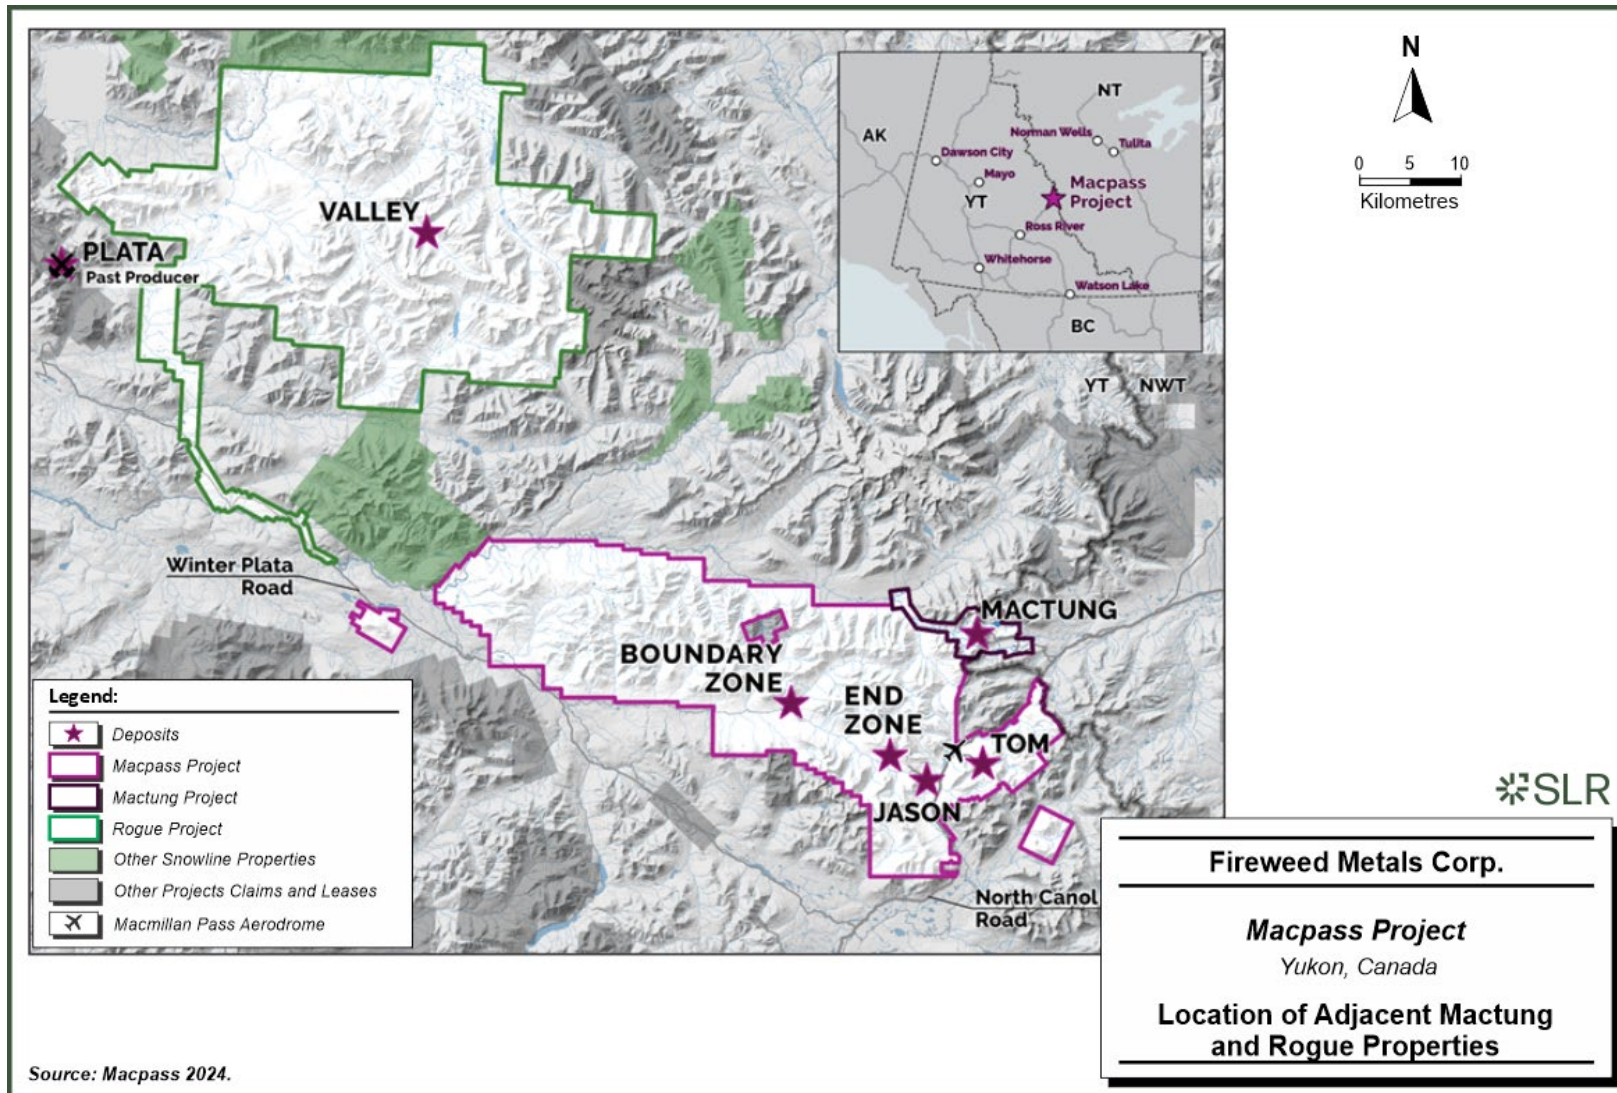 N
0 5 10
Kilometres
NT
AK
Norman Wells
Tulita
Dawson City
Mayo
Macpass
Project
YT
Ross River
Whitehorse
Watson Lake
BC
VALLEY
PLATA
Past Producer
YT NWT
Winter Plata
Road
MACTUNG
BOUNDARY
ZONE
END
ZONE
TOM
JASON
North Canol
Road
Legend:
Deposits
Macpass Project
Mactung Project
Rogue Project
Other Snowline Properties
Other Projects Claims and Leases
Macmillan Pass Aerodrome
SLR
Fireweed Metals Corp.
Macpass Project
Yukon, Canada
Location of Adjacent Mactung
and Rogue Properties
Source: Macpass 2024.